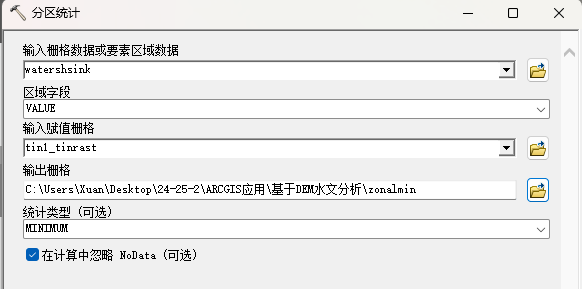 分区统计
输入栅格数据或要素区域数据
watershsink
区域字段
VALUE
输入赋值栅格
tin1_tinrast
输出栅格
C:\Users\Xuan\Desktop\24-25-2\ARCGIS应用\基于DEM水文分析\zonalmin
统计类型 (可选)
MINIMUM
在计算中忽略 NoData (可选)